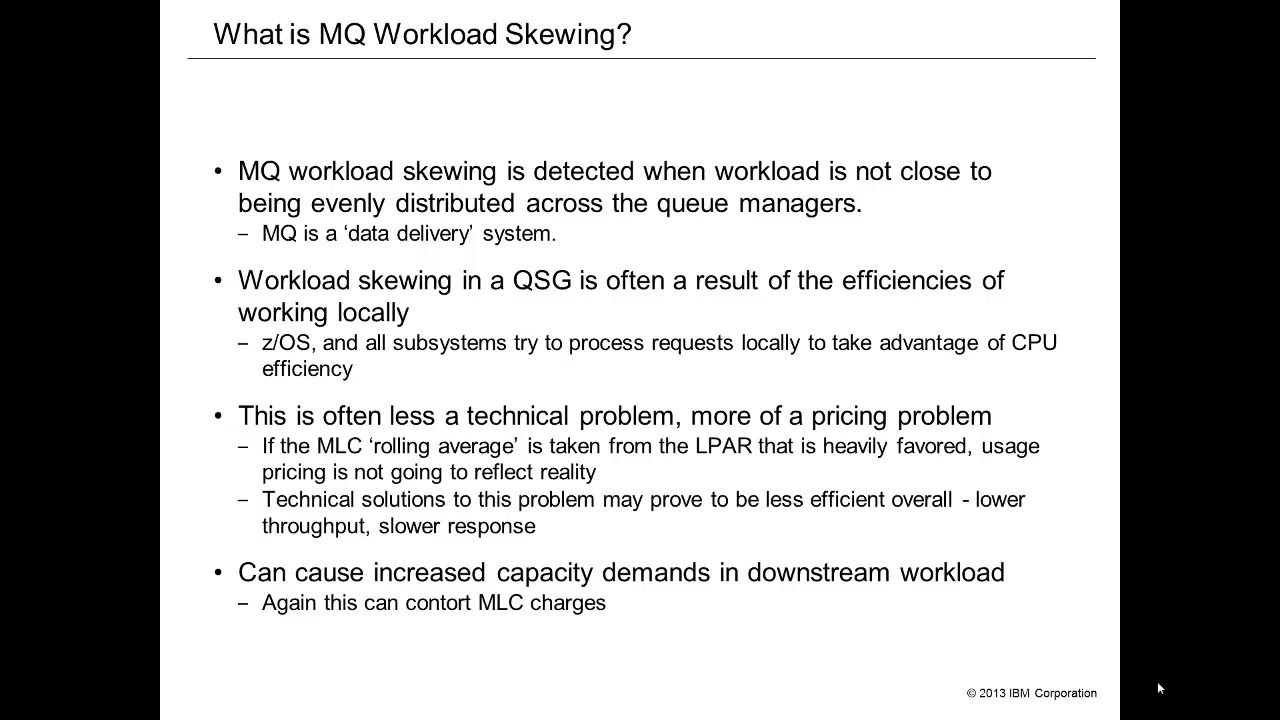 What is MQ Workload Skewing?
• MQ workload skewing is detected when workload is not close to
being evenly distributed across the queue managers.
– MQ is a ‘data delivery’ system.
• Workload skewing in a QSG is often a result of the efficiencies of
working locally
– z/OS, and all subsystems try to process requests locally to take advantage of CPU
efficiency
• This is often less a technical problem, more of a pricing problem
– If the MLC ‘rolling average’ is taken from the LPAR that is heavily favored, usage
pricing is not going to reflect reality
– Technical solutions to this problem may prove to be less efficient overall - lower
throughput, slower response
• Can cause increased capacity demands in downstream workload
– Again this can contort MLC charges
© 2013 IBM Corporation